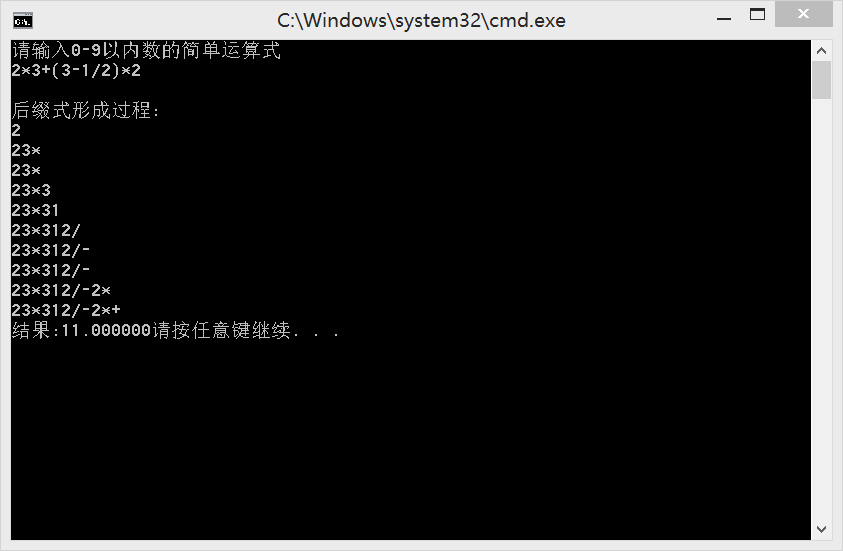 C:\Windows\system32\cmd.exe
请输入0-9以内数的简单运算式
2*3+(3-1/2)*2
后缀式形成过程:
2
23*
23*
23*3
23*31
23*312/
23*312/-
23*312/-
23*312/-2*
23*312/-2*+
结果:11.000000请按任意键继续. . .